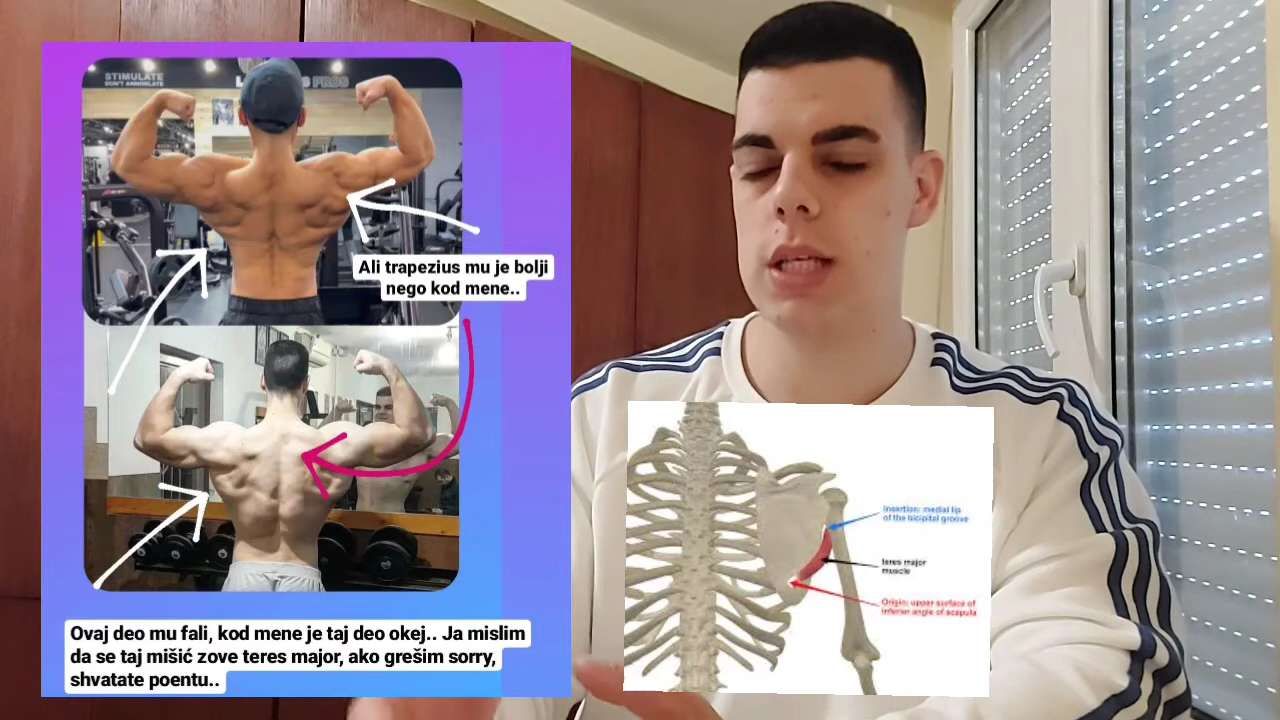 STIMULATE
DON'T ANNIHILATE
PROS
Ali trapezius mu je bolji
nego kod mene..
Ovaj deo mu fali, kod mene je taj deo okej.. Ja mislim
da se taj mišić zove teres major, ako grešim sorry,
shvatate poentu..
Insertion: medial lip
of the bicipital groove
teres major
muscle
Origin: upper surface of
inferior angle of scapula